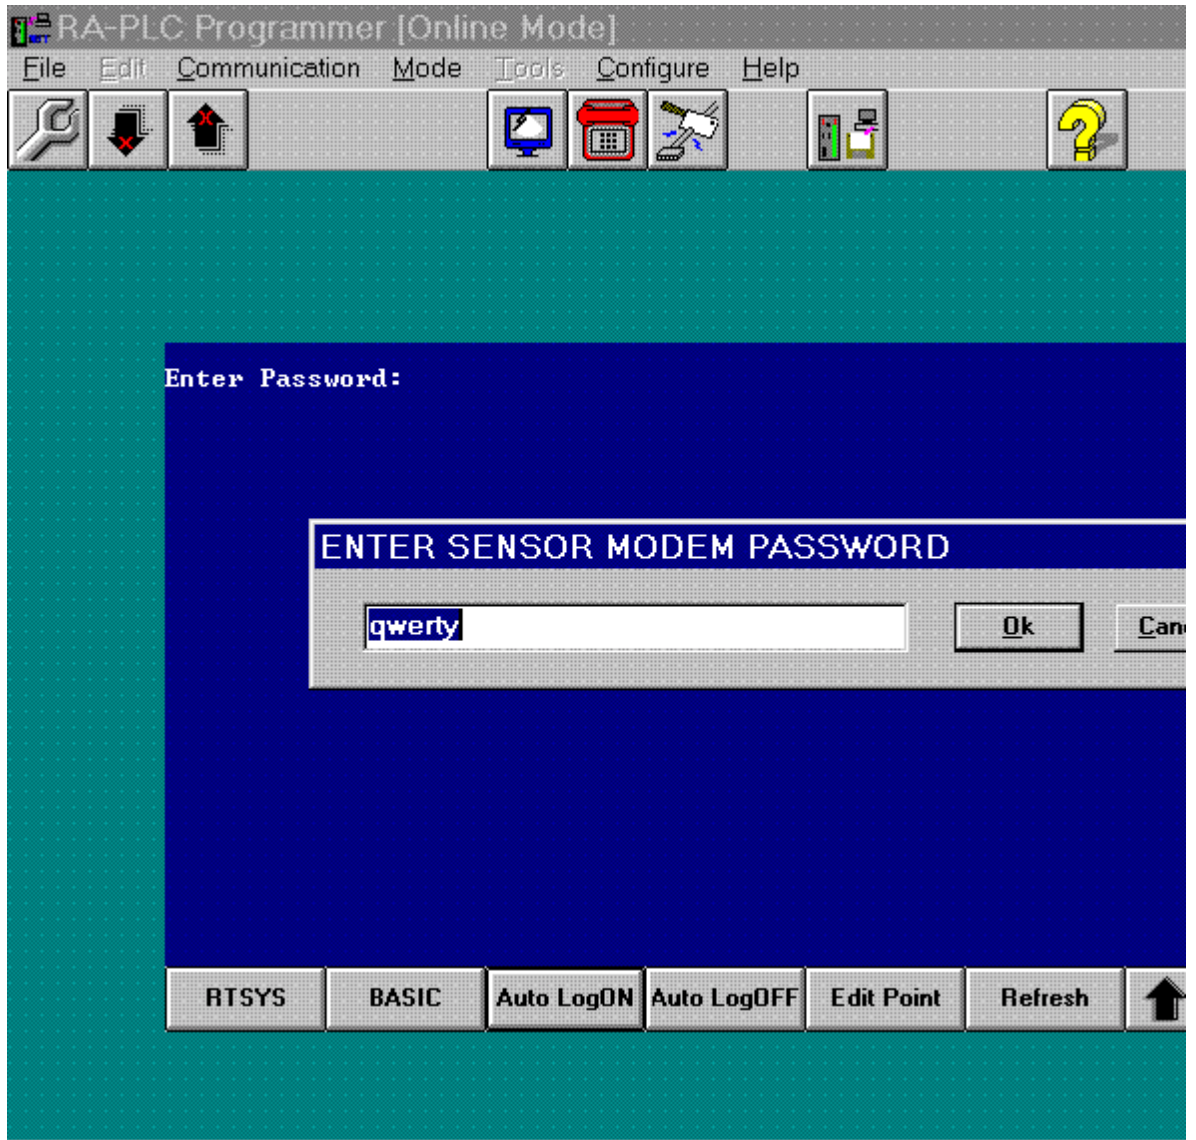 RA-PLC Programmer [Online Mode]
File Edit Communication Mode Tools Configure Help
Enter Password:
ENTER SENSOR MODEM PASSWORD
qwerty Ok Canc
RTSYS BASIC Auto LogON Auto LogOFF Edit Point Refresh